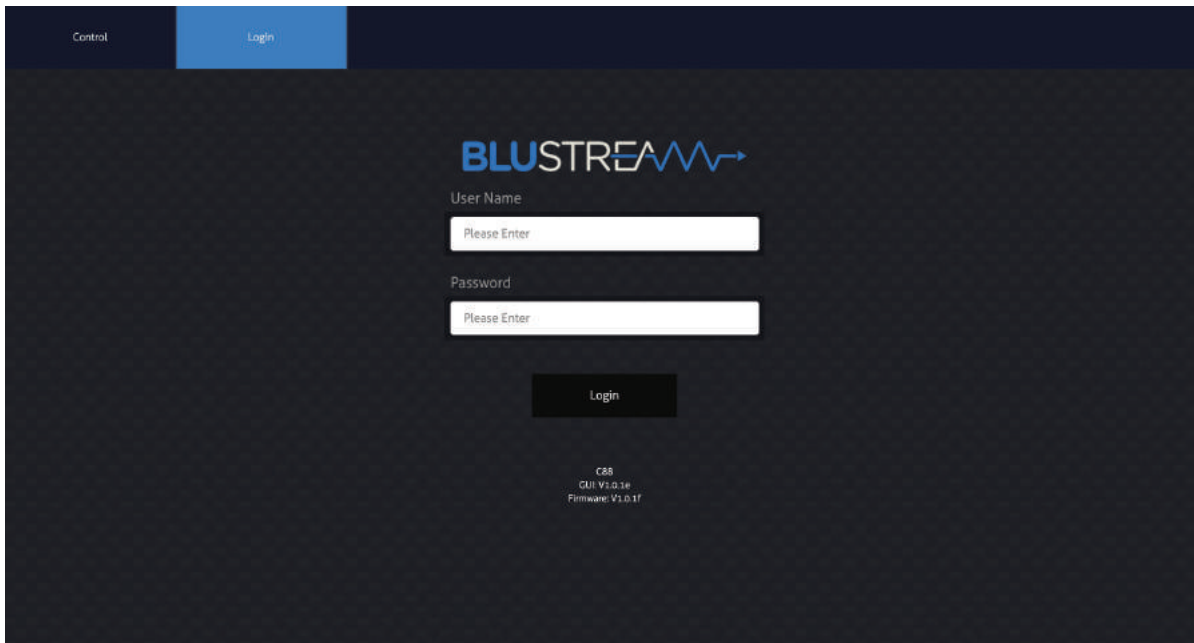 Control
Login
BLUSTREAM
User Name
Please Enter
Password
Please Enter
Login
C88
GUI: V1.0.1e
Firmware: V1.0.1f